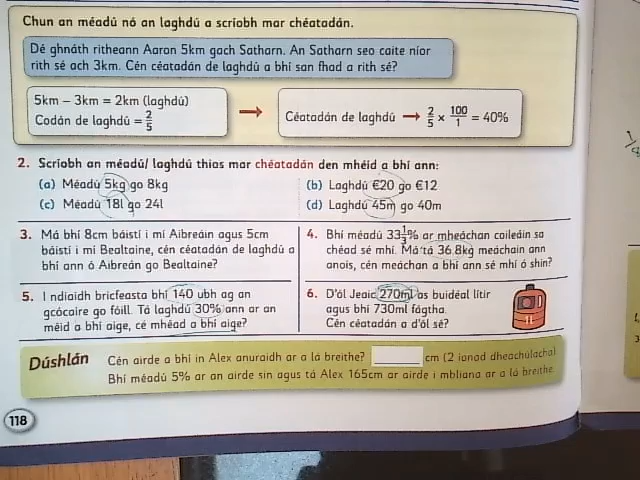 Chun an méadú nó an laghdú a scríobh mar chéatadán.
Dé ghnáth ritheann Aaron 5km gach Satharn. An Satharn seo caite níor
rith sé ach 3km. Cén céatadán de laghdú a bhí san fhad a rith sé?
5km – 3km = 2km (laghdú)
Codán de laghdú = 2/5
Céatadán de laghdú → 2/5 × 100/1 = 40%
2. Scríobh an méadú/ laghdú thíos mar chéatadán den mhéid a bhí ann:
(a) Méadú 5kg go 8kg
(b) Laghdú €20 go €12
(c) Méadú 18l go 24l
(d) Laghdú 45m go 40m
3. Má bhí 8cm báistí i mí Aibreáin agus 5cm
báistí i mí Bealtaine, cén céatadán de laghdú a
bhí ann ó Aibreán go Bealtaine?
4. Bhí méadú 33⅓% ar mheáchan coileáin sa
chéad sé mhí. Má tá 36.8kg meáchain ann
anois, cén meáchan a bhí ann sé mhí ó shin?
5. I ndiaidh bricfeasta bhí 140 ubh ag an
gcócaire go fóill. Tá laghdú 30% ann ar an
méid a bhí aige, cé mhéad a bhí aige?
6. D'ól Jeaic 270ml as buidéal lítir
agus bhí 730ml fágtha.
Cén céatadán a d'ól sé?
Dúshlán
Cén airde a bhí in Alex anuraidh ar a lá breithe? cm (2 ionad dheachúlacha)
Bhí méadú 5% ar an airde sin agus tá Alex 165cm ar airde i mbliana ar a lá breithe
118